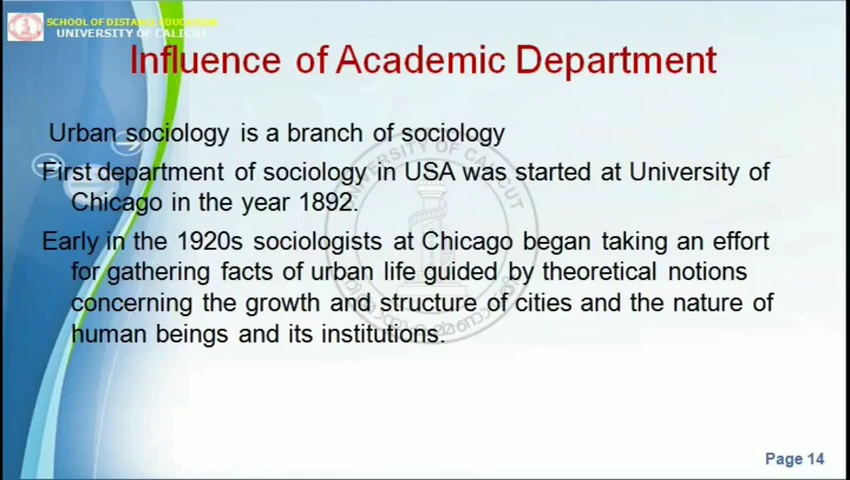 SCHOOL OF DISTANCE EDUCATION
UNIVERSITY OF CALICUT
Influence of Academic Department
Urban sociology is a branch of sociology
First department of sociology in USA was started at University of
Chicago in the year 1892.
Early in the 1920s sociologists at Chicago began taking an effort
for gathering facts of urban life guided by theoretical notions
concerning the growth and structure of cities and the nature of
human beings and its institutions.
UNIVERSITY OF CALICUT
Page 14